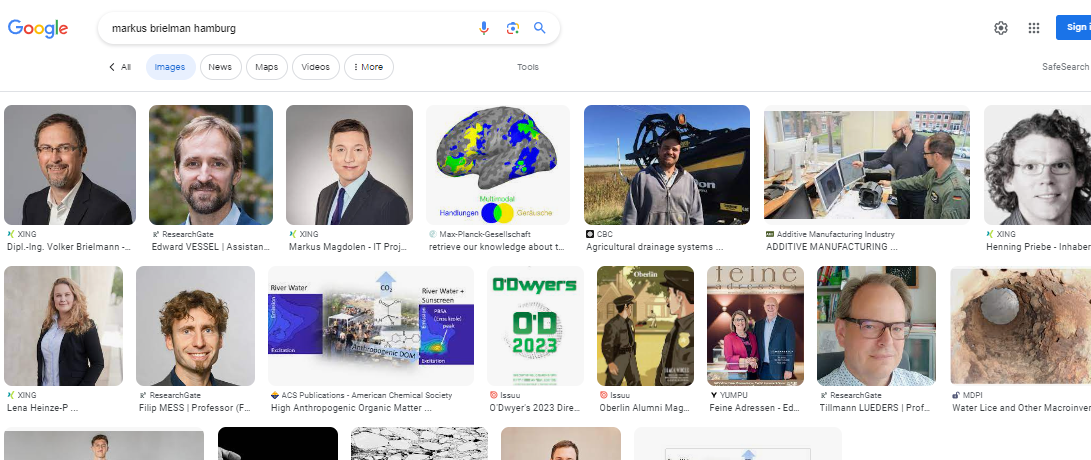 Google
markus brielman hamburg
Sign i
All
Images
News
Maps
Videos
More
Tools
SafeSearch
Multimodal
Handlungen
Geräusche
XING
Dipl.-Ing. Volker Brielmann -...
ResearchGate
Edward VESSEL | Assistan...
XING
Markus Magdolen - IT Proj...
Max-Planck-Gesellschaft
retrieve our knowledge about t...
CBC
Agricultural drainage systems ...
Additive Manufacturing Industry
ADDITIVE MANUFACTURING ...
XING
Henning Priebe - Inhaber
River Water
CO₂
River Water +
Sunscreen
PBSA
(Ensulizole)
peak
Emission
Emission
Excitation
Excitation
Anthropogenic DOM
O'Dwyers
O'D
2023
Oberlin
feine
XING
Lena Heinze-P ...
ResearchGate
Filip MESS | Professor (F...
ACS Publications - American Chemical Society
High Anthropogenic Organic Matter ...
Issuu
O'Dwyer's 2023 Dire...
Issuu
Oberlin Alumni Mag...
YUMPU
Feine Adressen - Ed...
ResearchGate
Tillmann LUEDERS | Prof...
MDPI
Water Lice and Other Macroinver